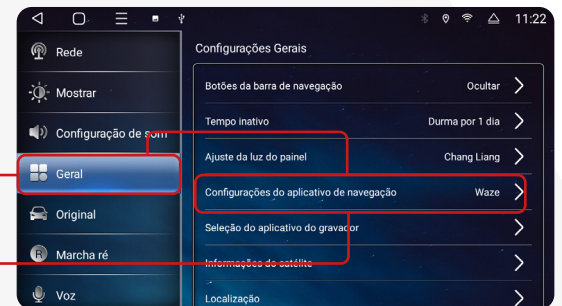 11:22
Rede
Mostrar
Configuração de som
Geral
Original
R
Marcha ré
Voz
Configurações Gerais
Botões da barra de navegação Ocultar
Tempo inativo Durma por 1 dia
Ajuste da luz do painel Chang Liang
Configurações do aplicativo de navegação Waze
Seleção do aplicativo do gravador
Informações do satélite
Localização